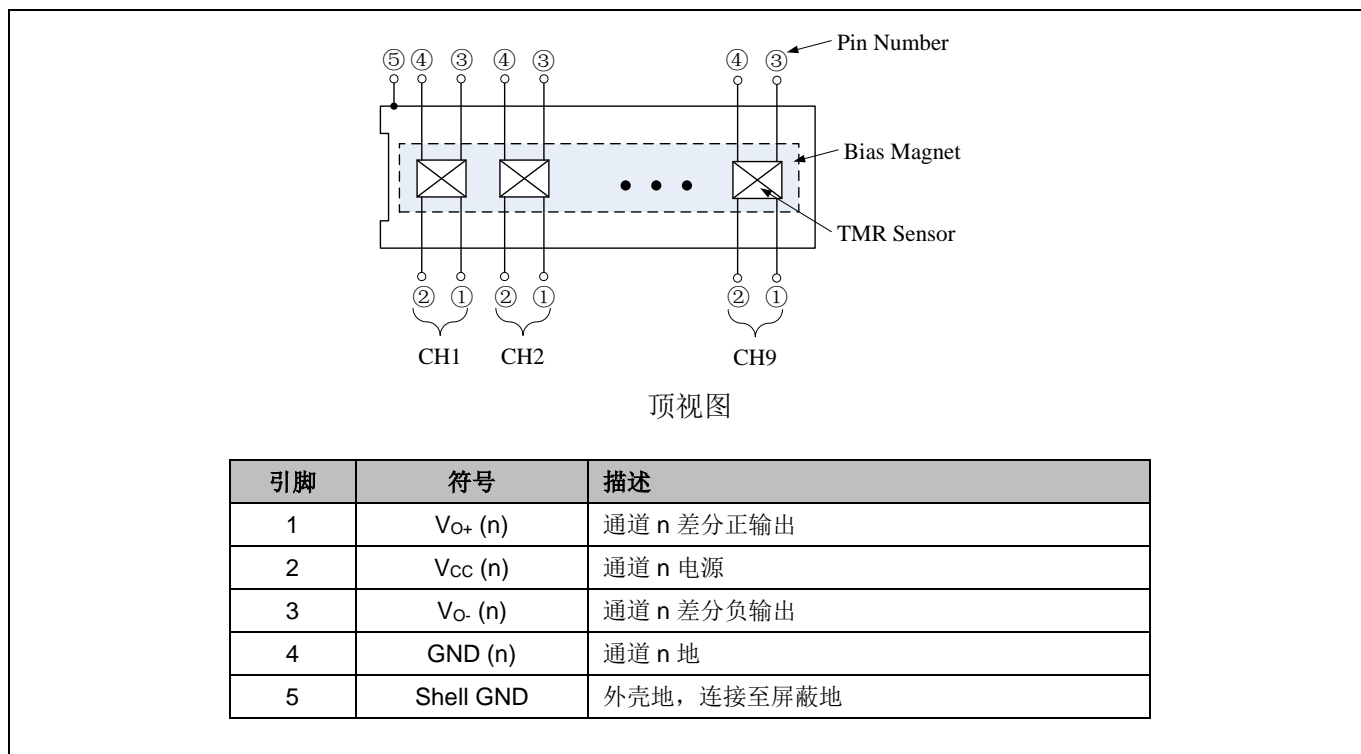 Pin Number
⑤ ④ ③ ④ ③ ④ ③
Bias Magnet
TMR Sensor
② ① ② ① ② ①
CH1 CH2 CH9
顶视图
引脚 符号 描述
1 VO+ (n) 通道 n 差分正输出
2 VCC (n) 通道 n 电源
3 VO- (n) 通道 n 差分负输出
4 GND (n) 通道 n 地
5 Shell GND 外壳地，连接至屏蔽地